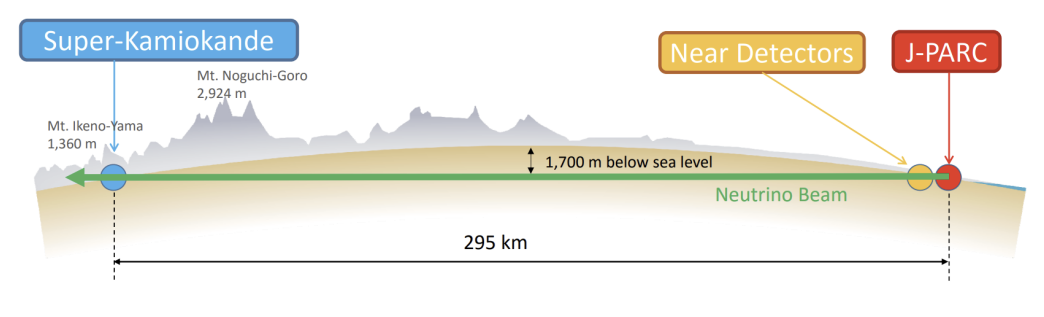 Super-Kamiokande
Near Detectors
J-PARC
Mt. Noguchi-Goro
2,924 m
Mt. Ikeno-Yama
1,360 m
1,700 m below sea level
Neutrino Beam
295 km